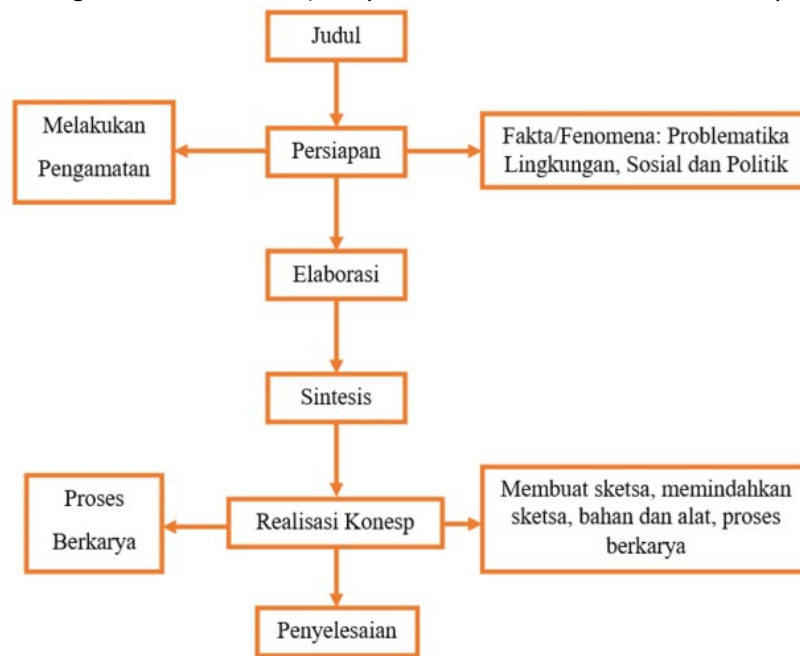 Judul
Melakukan
Pengamatan
Persiapan
Fakta/Fenomena: Problematika
Lingkungan, Sosial dan Politik
Elaborasi
Sintesis
Proses
Berkarya
Realisasi Konesp
Membuat sketsa, memindahkan
sketsa, bahan dan alat, proses
berkarya
Penyelesaian